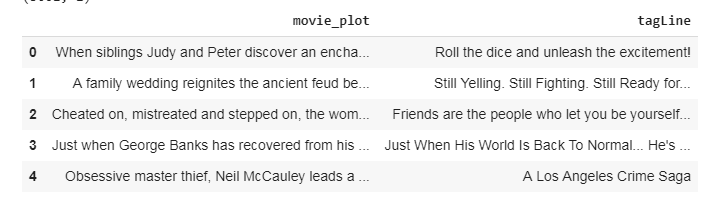 movie_plot tagLine
0 When siblings Judy and Peter discover an encha... Roll the dice and unleash the excitement!
1 A family wedding reignites the ancient feud be... Still Yelling. Still Fighting. Still Ready for...
2 Cheated on, mistreated and stepped on, the wom... Friends are the people who let you be yourself...
3 Just when George Banks has recovered from his ... Just When His World Is Back To Normal... He's ...
4 Obsessive master thief, Neil McCauley leads a ... A Los Angeles Crime Saga